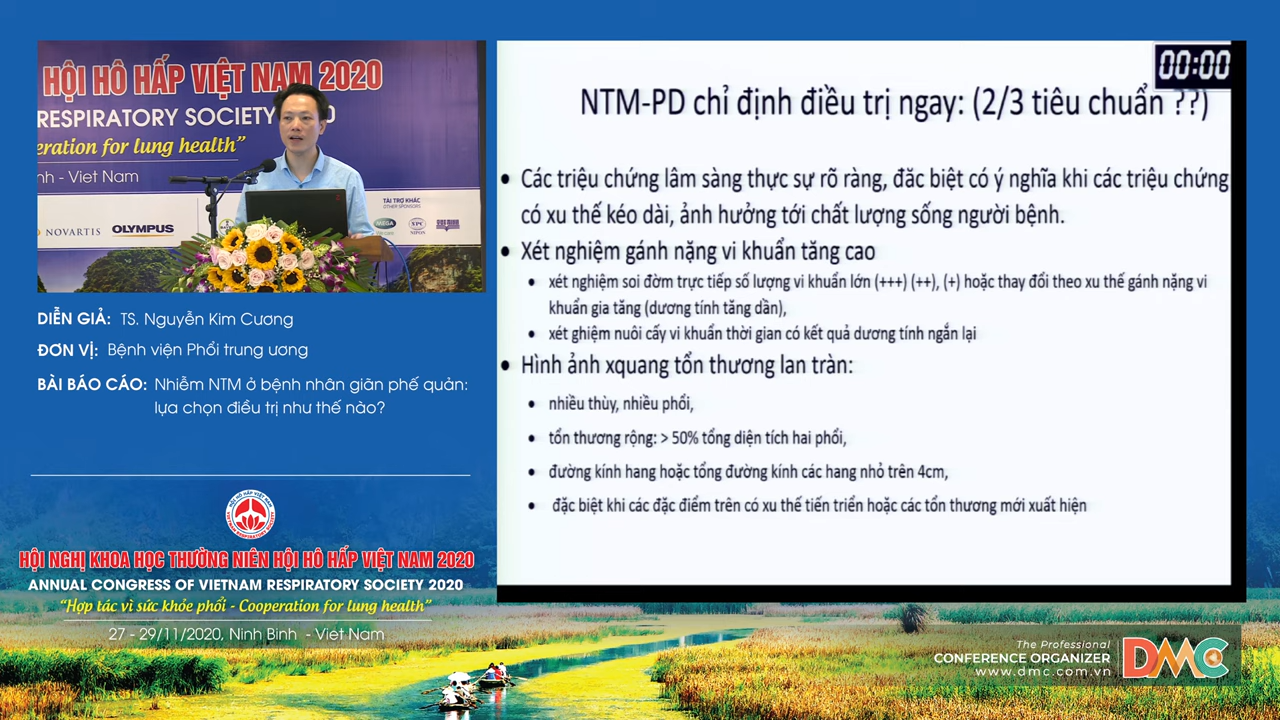 HỘI HÔ HẤP VIỆT NAM 2020
RESPIRATORY SOCIETY
eration for lung health”
nh - Viet Nam
TÀI TRỢ KHÁC
OTHER SPONSORS
NOVARTIS
OLYMPUS
DIỄN GIẢ: TS. Nguyễn Kim Cương
ĐƠN VỊ: Bệnh viện Phổi trung ương
BÀI BÁO CÁO: Nhiễm NTM ở bệnh nhân giãn phế quản:
lựa chọn điều trị như thế nào?
HỘI HÔ HẤP VIỆT NAM
VIETNAM RESPIRATORY SOCIETY
HỘI NGHỊ KHOA HỌC THƯỜNG NIÊN HỘI HÔ HẤP VIỆT NAM 2020
ANNUAL CONGRESS OF VIETNAM RESPIRATORY SOCIETY 2020
“Hợp tác vì sức khỏe phổi - Cooperation for lung health”
27 - 29/11/2020, Ninh Binh - Viet Nam
00:00
NTM-PD chỉ định điều trị ngay: (2/3 tiêu chuẩn ??)
• Các triệu chứng lâm sàng thực sự rõ ràng, đặc biệt có ý nghĩa khi các triệu chứng
có xu thế kéo dài, ảnh hưởng tới chất lượng sống người bệnh.
• Xét nghiệm gánh nặng vi khuẩn tăng cao
• xét nghiệm soi đờm trực tiếp số lượng vi khuẩn lớn (+++) (++), (+) hoặc thay đổi theo xu thế gánh nặng vi
khuẩn gia tăng (dương tính tăng dần),
• xét ghiệm nuôi cấy vi khuẩn thời gian có kết quả dương tính ngắn lại
• Hình ảnh xquang tổn thương lan tràn:
• nhiều thùy, nhiều phổi,
• tổn thương rộng: > 50% tổng diện tích hai phổi,
• đường kính hang hoặc tổng đường kính các hang nhỏ trên 4cm,
• đặc biệt khi các đặc điểm trên có xu thế tiến triển hoặc các tổn thương mới xuất hiện
The Professional
CONFERENCE ORGANIZER
www.dmc.com.vn
DMC